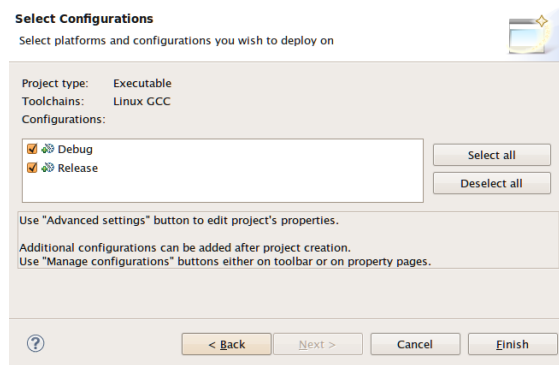 Select Configurations
Select platforms and configurations you wish to deploy on
Project type: Executable
Toolchains: Linux GCC
Configurations:
Debug
Release
Select all
Deselect all
Use "Advanced settings" button to edit project's properties.
Additional configurations can be added after project creation.
Use "Manage configurations" buttons either on toolbar or on property pages.
?
< Back
Next >
Cancel
Finish